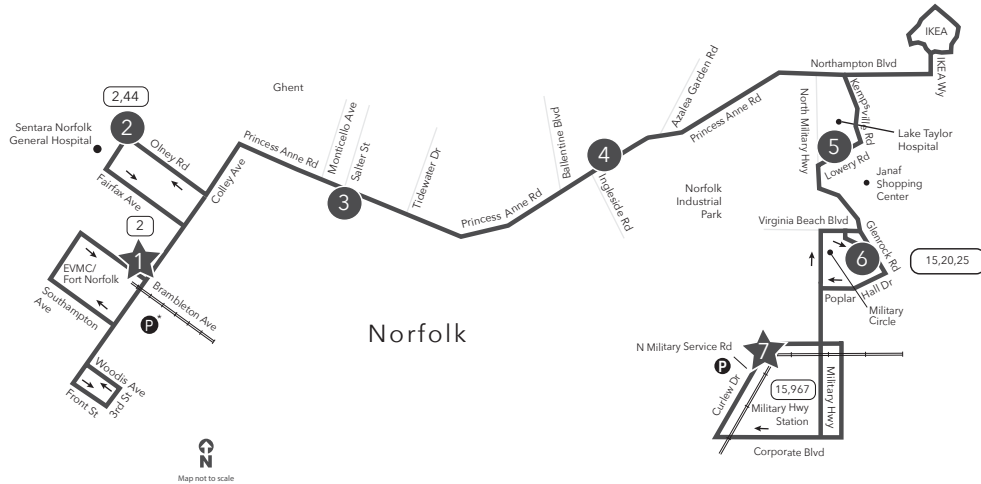 IKEA
IKEA Wy
Northampton Blvd
Kempsville Rd
2,44
Ghent
Sentara Norfolk
General Hospital
2
Olney Rd
Fairfax Ave
Colley Ave
Princess Anne Rd
Monticello Ave
Salter St
3
Tidewater Dr
Princess Anne Rd
Ballentine Blvd
4
Ingleside Rd
Azalea Garden Rd
Princess Anne Rd
North Military Hwy
Lake Taylor
Hospital
5
Lowery Rd
Janaf
Shopping
Center
Norfolk
Industrial
Park
Virginia Beach Blvd
Glenrock Rd
6
15,20,25
Poplar Hall Dr
Military
Circle
2
1
EVMC/
Fort Norfolk
Southampton
Ave
Brambleton Ave
P*
Norfolk
N Military Service Rd
7
P
Curlew Dr
15,967
Military Hwy
Station
Military Hwy
Corporate Blvd
Woodis Ave
Front St
3rd St
N
Map not to scale